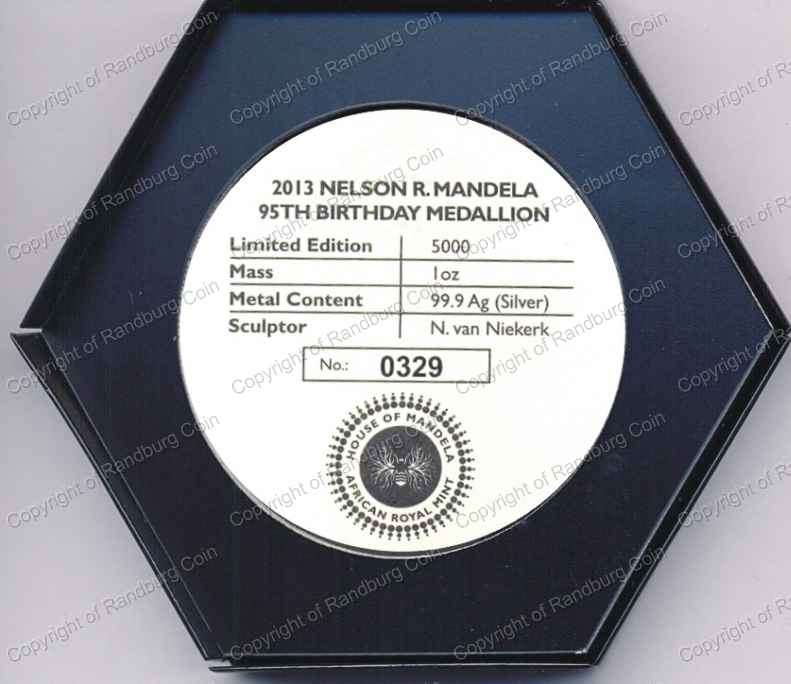 2013 NELSON R. MANDELA
95TH BIRTHDAY MEDALLION
Limited Edition 5000
Mass 1oz
Metal Content 99.9 Ag (Silver)
Sculptor N. van Niekerk
No.: 0329
HOUSE OF MANDELA
AFRICAN ROYAL MINT
Copyright of Randburg Coin